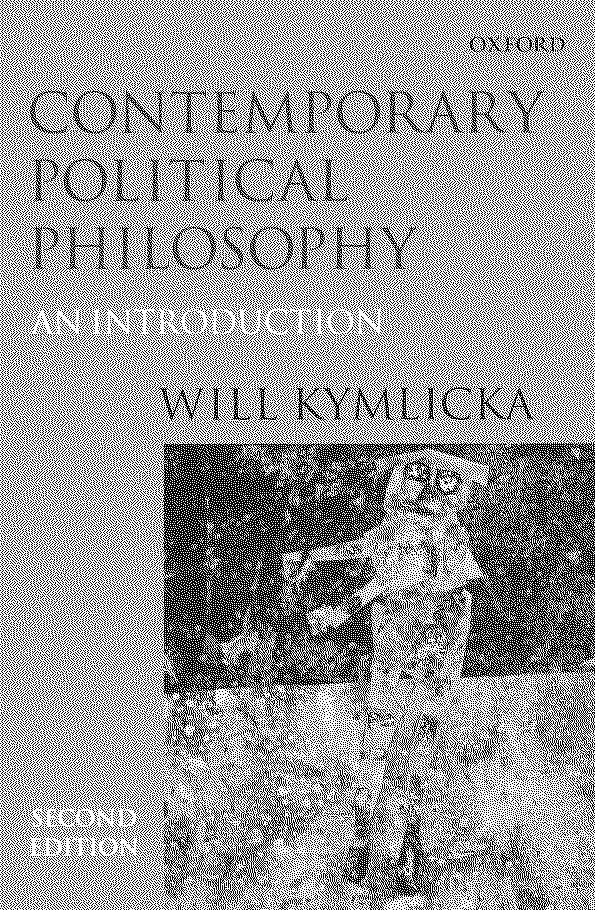 OXFORD
CONTEMPORARY
POLITICAL
PHILOSOPHY
AN INTRODUCTION
WILL KYMLICKA
SECOND
EDITION